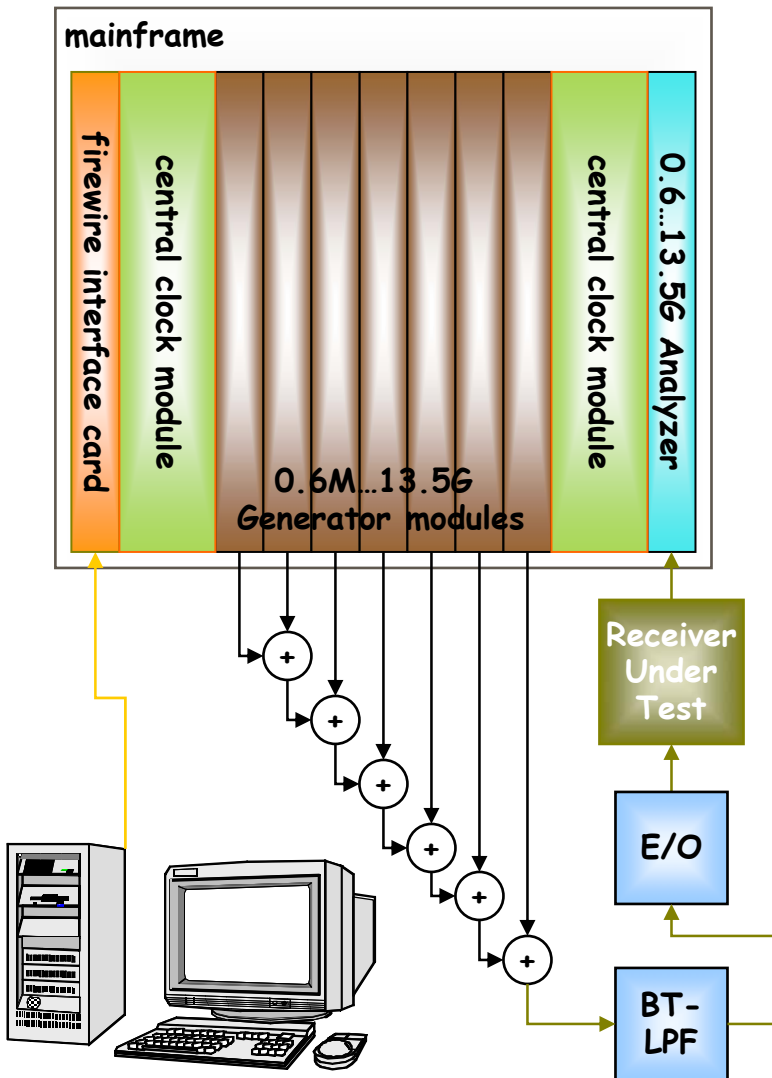 mainframe
firewire interface card
central clock module
0.6M...13.5G
Generator modules
central clock module
0.6...13.5G Analyzer
+
+
+
+
+
+
Receiver
Under
Test
E/O
BT-
LPF